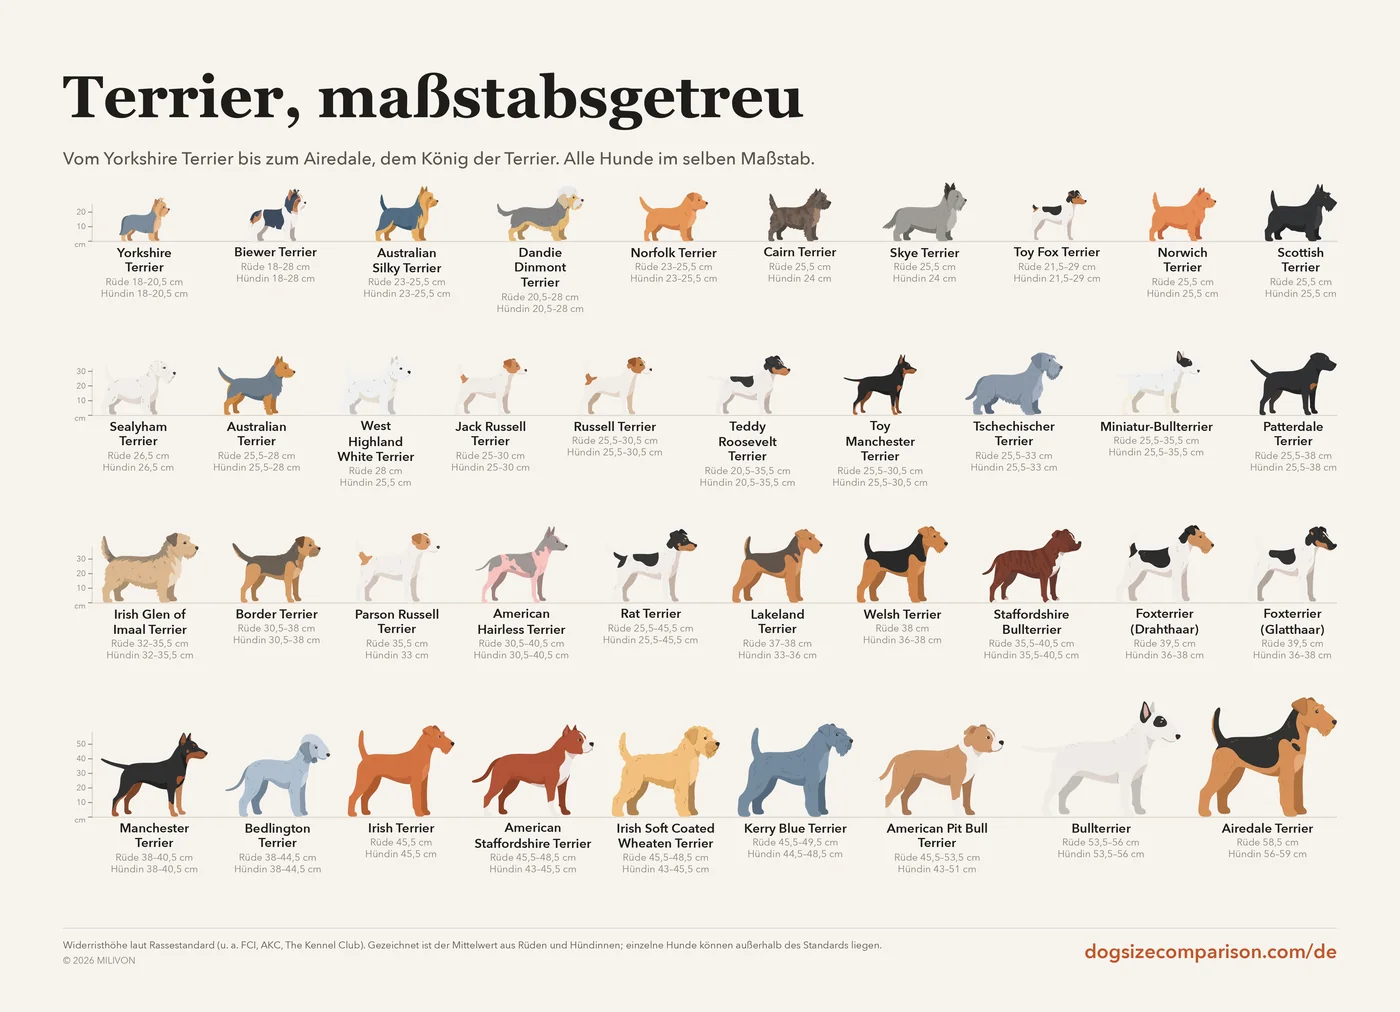 Terrier, maßstabsgetreu
Vom Yorkshire Terrier bis zum Airedale, dem König der Terrier. Alle Hunde im selben Maßstab.
20
10
cm
Yorkshire
Terrier
Rüde 18–20,5 cm
Hündin 18–20,5 cm
Biewer Terrier
Rüde 18–28 cm
Hündin 18–28 cm
Australian
Silky Terrier
Rüde 23–25,5 cm
Hündin 23–25,5 cm
Dandie
Dinmont
Terrier
Rüde 20,5–28 cm
Hündin 20,5–28 cm
Norfolk Terrier
Rüde 23–25,5 cm
Hündin 23–25,5 cm
Cairn Terrier
Rüde 25,5 cm
Hündin 24 cm
Skye Terrier
Rüde 25,5 cm
Hündin 24 cm
Toy Fox Terrier
Rüde 21,5–29 cm
Hündin 21,5–29 cm
Norwich
Terrier
Rüde 25,5 cm
Hündin 25,5 cm
Scottish
Terrier
Rüde 25,5 cm
Hündin 25,5 cm
30
20
10
cm
Sealyham
Terrier
Rüde 26,5 cm
Hündin 26,5 cm
Australian
Terrier
Rüde 25,5–28 cm
Hündin 25,5–28 cm
West
Highland
White Terrier
Rüde 28 cm
Hündin 25,5 cm
Jack Russell
Terrier
Rüde 25–30 cm
Hündin 25–30 cm
Russell Terrier
Rüde 25,5–30,5 cm
Hündin 25,5–30,5 cm
Teddy
Roosevelt
Terrier
Rüde 20,5–35,5 cm
Hündin 20,5–35,5 cm
Toy
Manchester
Terrier
Rüde 25,5–30,5 cm
Hündin 25,5–30,5 cm
Tschechischer
Terrier
Rüde 25,5–33 cm
Hündin 25,5–33 cm
Miniatur-Bullterrier
Rüde 25,5–35,5 cm
Hündin 25,5–35,5 cm
Patterdale
Terrier
Rüde 25,5–38 cm
Hündin 25,5–38 cm
30
20
10
cm
Irish Glen of
Imaal Terrier
Rüde 32–35,5 cm
Hündin 32–35,5 cm
Border Terrier
Rüde 30,5–38 cm
Hündin 30,5–38 cm
Parson Russell
Terrier
Rüde 35,5 cm
Hündin 33 cm
American
Hairless Terrier
Rüde 30,5–40,5 cm
Hündin 30,5–40,5 cm
Rat Terrier
Rüde 25,5–45,5 cm
Hündin 25,5–45,5 cm
Lakeland
Terrier
Rüde 37–38 cm
Hündin 33–36 cm
Welsh Terrier
Rüde 38 cm
Hündin 36–38 cm
Staffordshire
Bullterrier
Rüde 35,5–40,5 cm
Hündin 35,5–40,5 cm
Foxterrier
(Drahthaar)
Rüde 39,5 cm
Hündin 36–38 cm
Foxterrier
(Glatthaar)
Rüde 39,5 cm
Hündin 36–38 cm
50
40
30
20
10
cm
Manchester
Terrier
Rüde 38–40,5 cm
Hündin 38–40,5 cm
Bedlington
Terrier
Rüde 38–44,5 cm
Hündin 38–44,5 cm
Irish Terrier
Rüde 45,5 cm
Hündin 45,5 cm
American
Staffordshire Terrier
Rüde 45,5–48,5 cm
Hündin 43–45,5 cm
Irish Soft Coated
Wheaten Terrier
Rüde 45,5–48,5 cm
Hündin 43–45,5 cm
Kerry Blue Terrier
Rüde 45,5–49,5 cm
Hündin 44,5–48,5 cm
American Pit Bull
Terrier
Rüde 45,5–53,5 cm
Hündin 43–51 cm
Bullterrier
Rüde 53,5–56 cm
Hündin 53,5–56 cm
Airedale Terrier
Rüde 58,5 cm
Hündin 56–59 cm
Widerristhöhe laut Rassestandard (u. a. FCI, AKC, The Kennel Club). Gezeichnet ist der Mittelwert aus Rüden und Hündinnen; einzelne Hunde können außerhalb des Standards liegen.
© 2026 MILIVON
dogsizecomparison.com/de